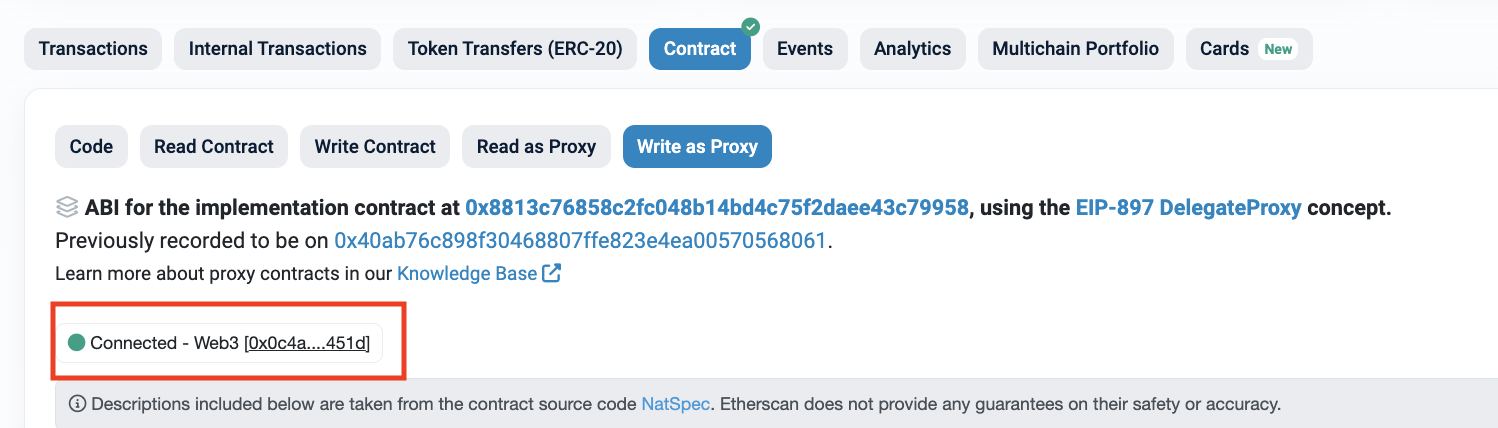 Transactions Internal Transactions Token Transfers (ERC-20) Contract Events Analytics Multichain Portfolio Cards New
Code Read Contract Write Contract Read as Proxy Write as Proxy
ABI for the implementation contract at 0x8813c76858c2fc048b14bd4c75f2daee43c79958, using the EIP-897 DelegateProxy concept.
Previously recorded to be on 0x40ab76c898f30468807ffe823e4ea00570568061.
Learn more about proxy contracts in our Knowledge Base
Connected - Web3 [0x0c4a....451d]
Descriptions included below are taken from the contract source code NatSpec. Etherscan does not provide any guarantees on their safety or accuracy.